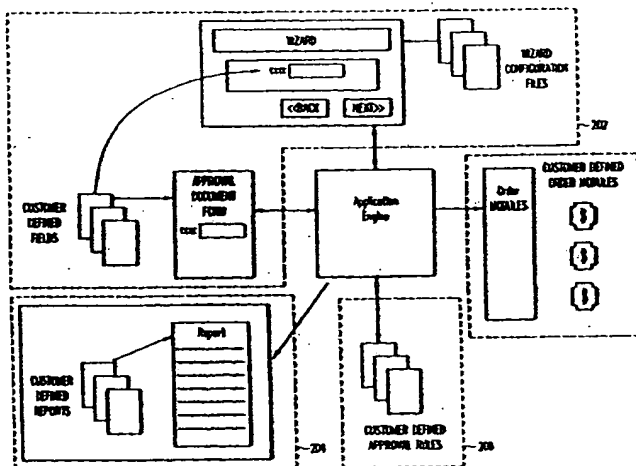 WIZARD
<<BACK
NEXT>>
WIZARD
CONFIGURATION
FILES
202
CUSTOMER
DEFINED
FIELDS
APPROVAL
DOCUMENT
FORM
Application
Engine
Order
MODULES
CUSTOMER DEFINED
ORDER MODULES
CUSTOMER
DEFINED
REPORTS
Report
204
CUSTOMER DEFINED
APPROVAL RULES